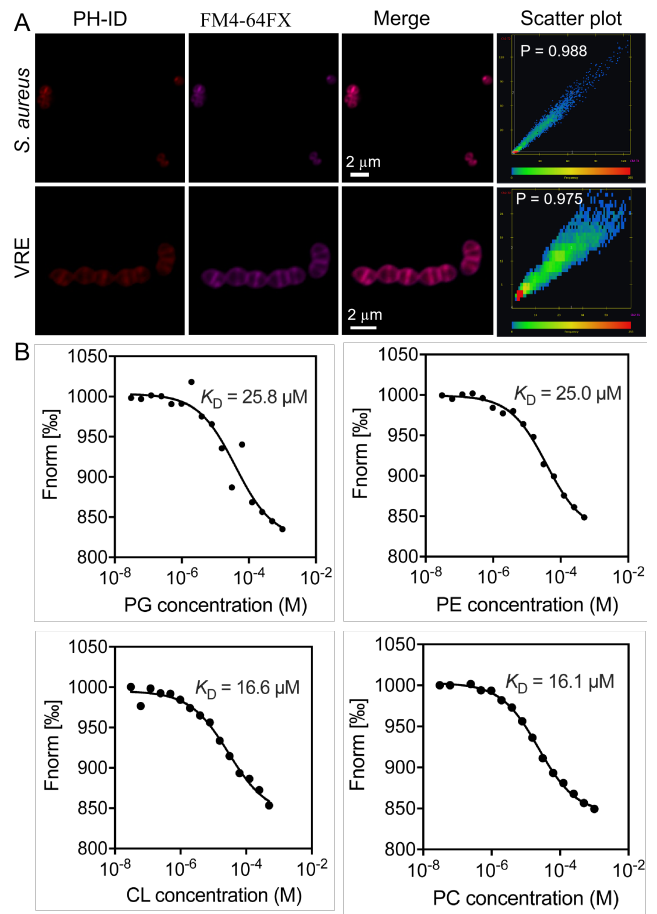 A
PH-ID
FM4-64FX
Merge
Scatter plot
S. aureus
2 μm
P = 0.988
Frequency
VRE
2 μm
P = 0.975
Frequency
B
1050
1000
950
900
850
800
Fnorm [‰]
KD = 25.8 μM
10-8
10-6
10-4
10-2
PG concentration (M)
1050
1000
950
900
850
800
Fnorm [‰]
KD = 25.0 μM
10-8
10-6
10-4
10-2
PE concentration (M)
1050
1000
950
900
850
800
Fnorm [‰]
KD = 16.6 μM
10-8
10-6
10-4
10-2
CL concentration (M)
1050
1000
950
900
850
800
Fnorm [‰]
KD = 16.1 μM
10-8
10-6
10-4
10-2
PC concentration (M)